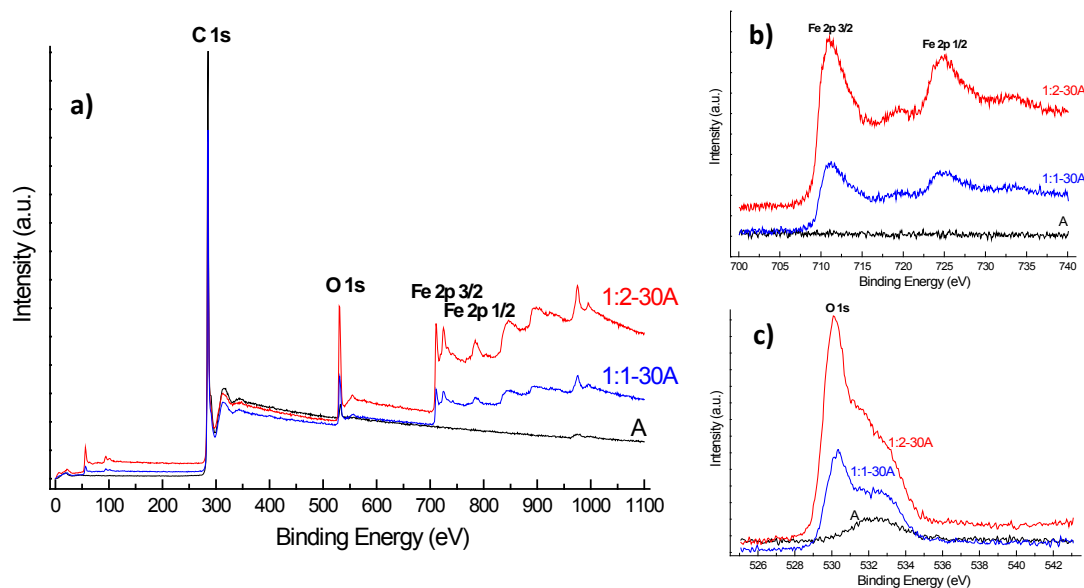 a)
C 1s
O 1s
Fe 2p 3/2
Fe 2p 1/2
1:2-30A
1:1-30A
A
Intensity (a.u.)
0 100 200 300 400 500 600 700 800 900 1000 1100
Binding Energy (eV)
b)
Fe 2p 3/2
Fe 2p 1/2
1:2-30A
1:1-30A
A
Intensity (a.u.)
700 705 710 715 720 725 730 735 740
Binding Energy (eV)
c)
O 1s
1:2-30A
1:1-30A
A
Intensity (a.u.)
526 528 530 532 534 536 538 540 542
Binding Energy (eV)